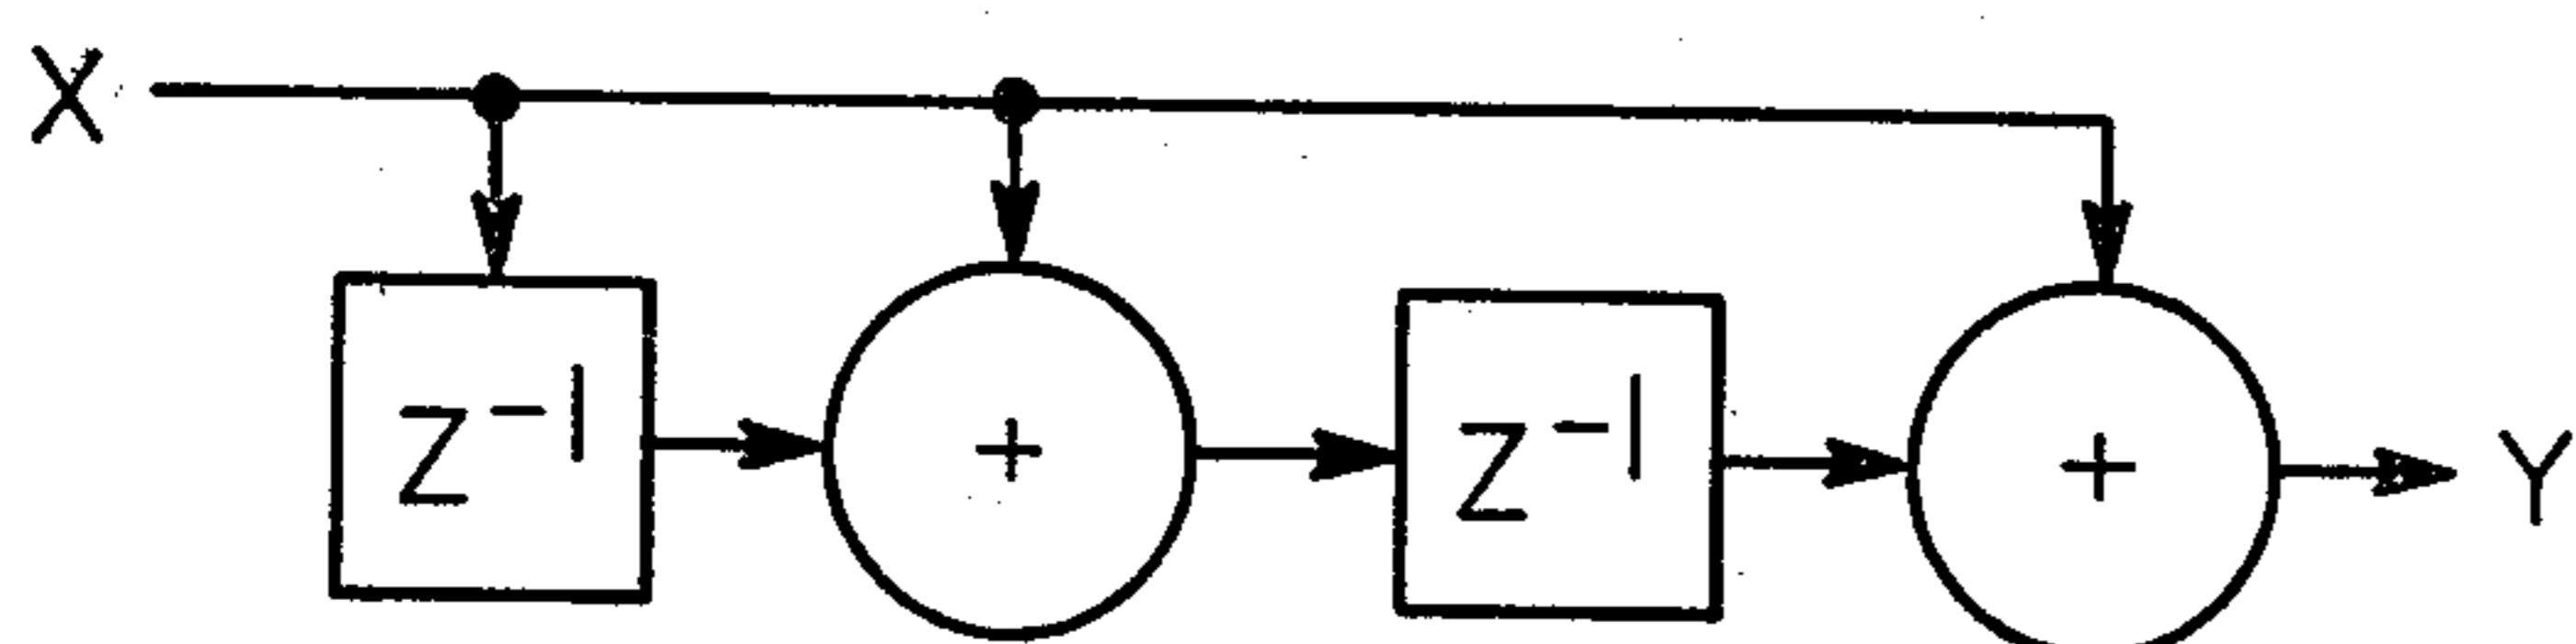 X
Z⁻¹ + Z⁻¹ + Y